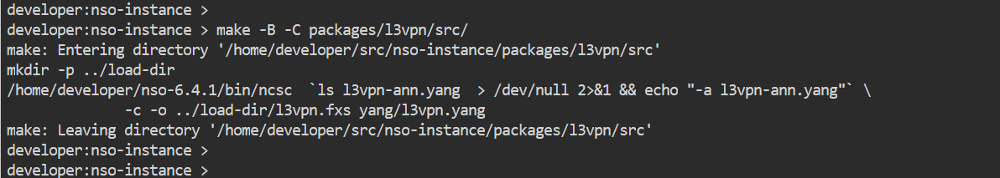 developer:nso-instance >
developer:nso-instance > make -B -C packages/l3vpn/src/
make: Entering directory '/home/developer/src/nso-instance/packages/l3vpn/src'
mkdir -p ../load-dir
/home/developer/nso-6.4.1/bin/ncsc  `ls l3vpn-ann.yang  > /dev/null 2>&1 && echo "-a l3vpn-ann.yang"` \
              -c -o ../load-dir/l3vpn.fxs yang/l3vpn.yang
make: Leaving directory '/home/developer/src/nso-instance/packages/l3vpn/src'
developer:nso-instance >
developer:nso-instance >